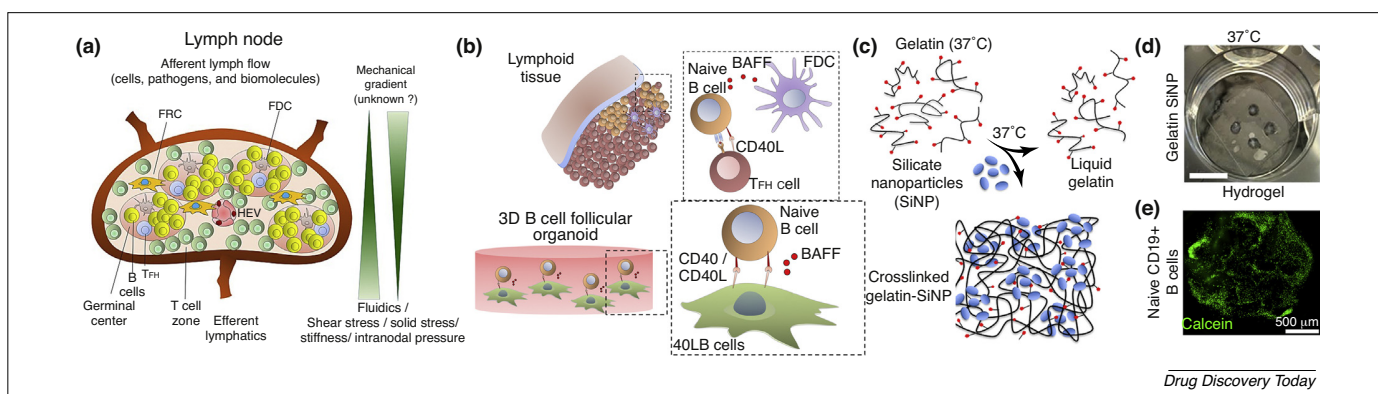 (a)
Lymph node
Afferent lymph flow
(cells, pathogens, and biomolecules)
FRC
FDC
HEV
B
cells
TFH
Germinal
center
T cell
zone
Efferent
lymphatics
Mechanical
gradient
(unknown ?)
Fluidics /
Shear stress / solid stress/
stiffness/ intranodal pressure
(b)
Lymphoid
tissue
Naive
B cell
BAFF
FDC
CD40L
TFH cell
3D B cell follicular
organoid
Naive
B cell
CD40 /
CD40L
BAFF
40LB cells
(c)
Gelatin (37˚C)
37˚C
Silicate
nanoparticles
(SiNP)
Liquid
gelatin
Crosslinked
gelatin-SiNP
(d)
37˚C
Gelatin SiNP
Hydrogel
(e)
Naive CD19+
B cells
Calcein
500 μm
Drug Discovery Today